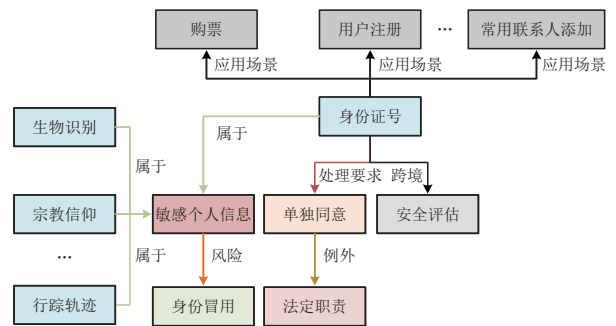 购票
用户注册
...
常用联系人添加
应用场景
应用场景
应用场景
身份证号
生物识别
属于
属于
处理要求
跨境
宗教信仰
敏感个人信息
单独同意
安全评估
...
属于
风险
例外
行踪轨迹
身份冒用
法定职责